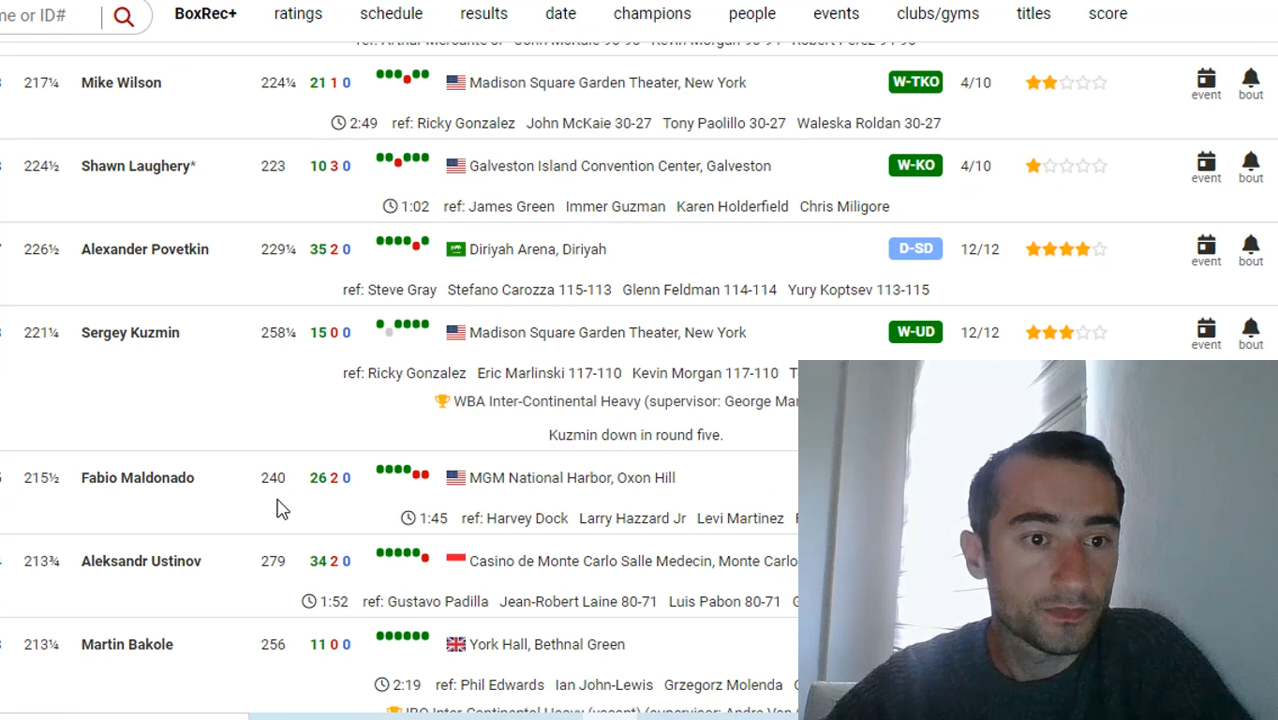 me or ID# BoxRec+ ratings schedule results date champions people events clubs/gyms titles score
217¼ Mike Wilson 224¼ 21 1 0 Madison Square Garden Theater, New York W-TKO 4/10 event bout
2:49 ref: Ricky Gonzalez John McKaie 30-27 Tony Paolillo 30-27 Waleska Roldan 30-27
224½ Shawn Laughery* 223 10 3 0 Galveston Island Convention Center, Galveston W-KO 4/10 event bout
1:02 ref: James Green Immer Guzman Karen Holderfield Chris Miligore
226½ Alexander Povetkin 229¼ 35 2 0 Diriyah Arena, Diriyah D-SD 12/12 event bout
ref: Steve Gray Stefano Carozza 115-113 Glenn Feldman 114-114 Yury Koptsev 113-115
221¼ Sergey Kuzmin 258¼ 15 0 0 Madison Square Garden Theater, New York W-UD 12/12 event bout
ref: Ricky Gonzalez Eric Marlinski 117-110 Kevin Morgan 117-110
WBA Inter-Continental Heavy (supervisor: George Mar
Kuzmin down in round five.
215½ Fabio Maldonado 240 26 2 0 MGM National Harbor, Oxon Hill
1:45 ref: Harvey Dock Larry Hazzard Jr Levi Martinez
213¾ Aleksandr Ustinov 279 34 2 0 Casino de Monte Carlo Salle Medecin, Monte Carlo
1:52 ref: Gustavo Padilla Jean-Robert Laine 80-71 Luis Pabon 80-71
213¼ Martin Bakole 256 11 0 0 York Hall, Bethnal Green
2:19 ref: Phil Edwards Ian John-Lewis Grzegorz Molenda